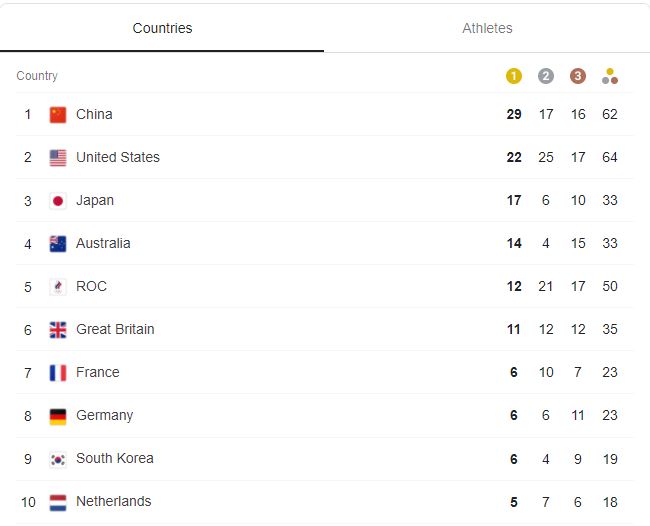 Countries Athletes
Country 1 2 3
1 China 29 17 16 62
2 United States 22 25 17 64
3 Japan 17 6 10 33
4 Australia 14 4 15 33
5 ROC 12 21 17 50
6 Great Britain 11 12 12 35
7 France 6 10 7 23
8 Germany 6 6 11 23
9 South Korea 6 4 9 19
10 Netherlands 5 7 6 18